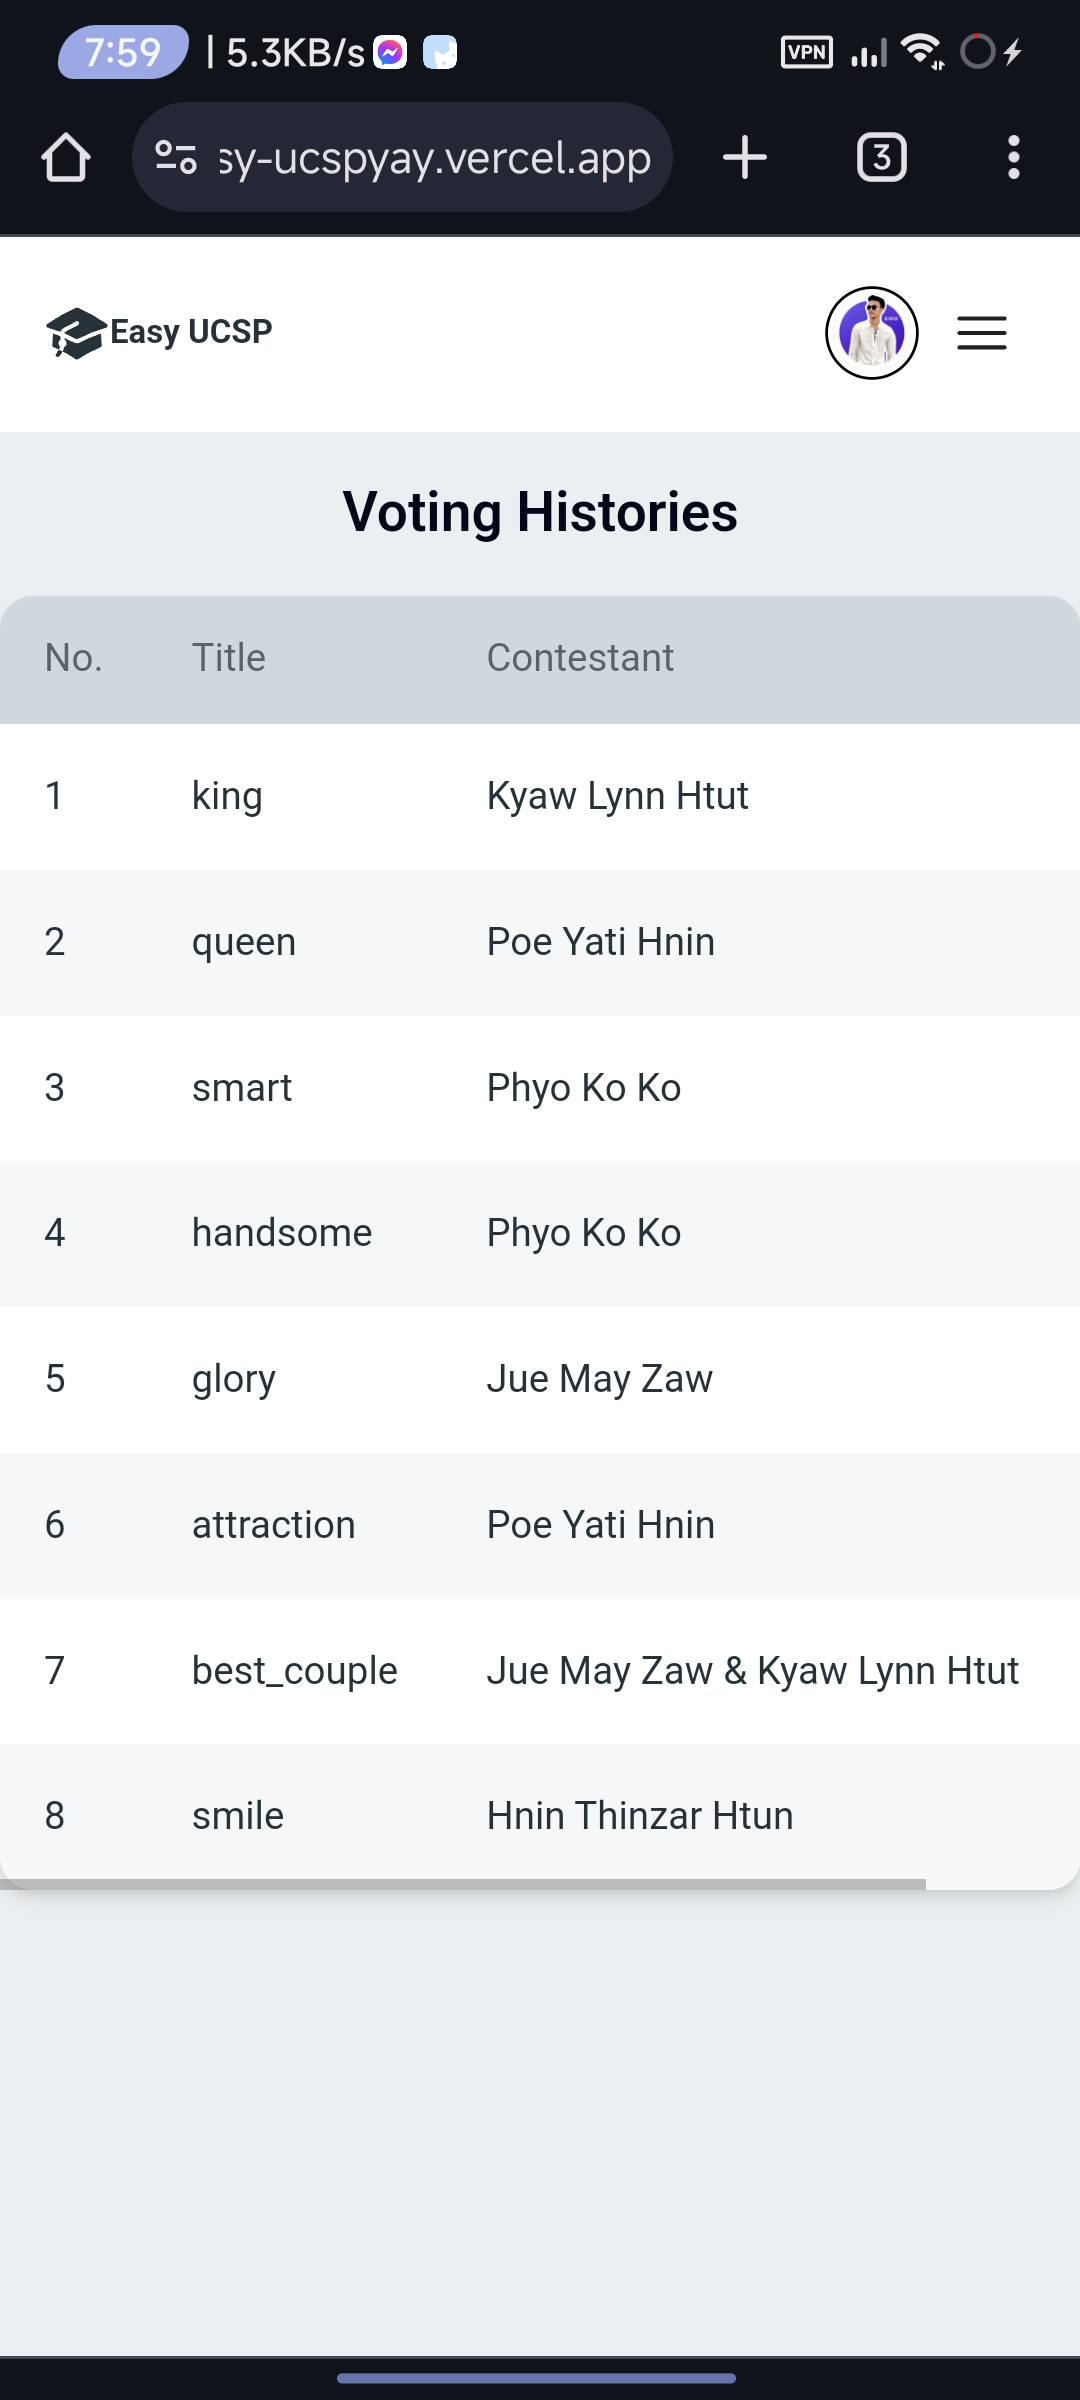 7:59 | 5.3KB/s VPN
sy-ucspyay.vercel.app 3
Easy UCSP
Voting Histories
No. Title Contestant
1 king Kyaw Lynn Htut
2 queen Poe Yati Hnin
3 smart Phyo Ko Ko
4 handsome Phyo Ko Ko
5 glory Jue May Zaw
6 attraction Poe Yati Hnin
7 best_couple Jue May Zaw & Kyaw Lynn Htut
8 smile Hnin Thinzar Htun